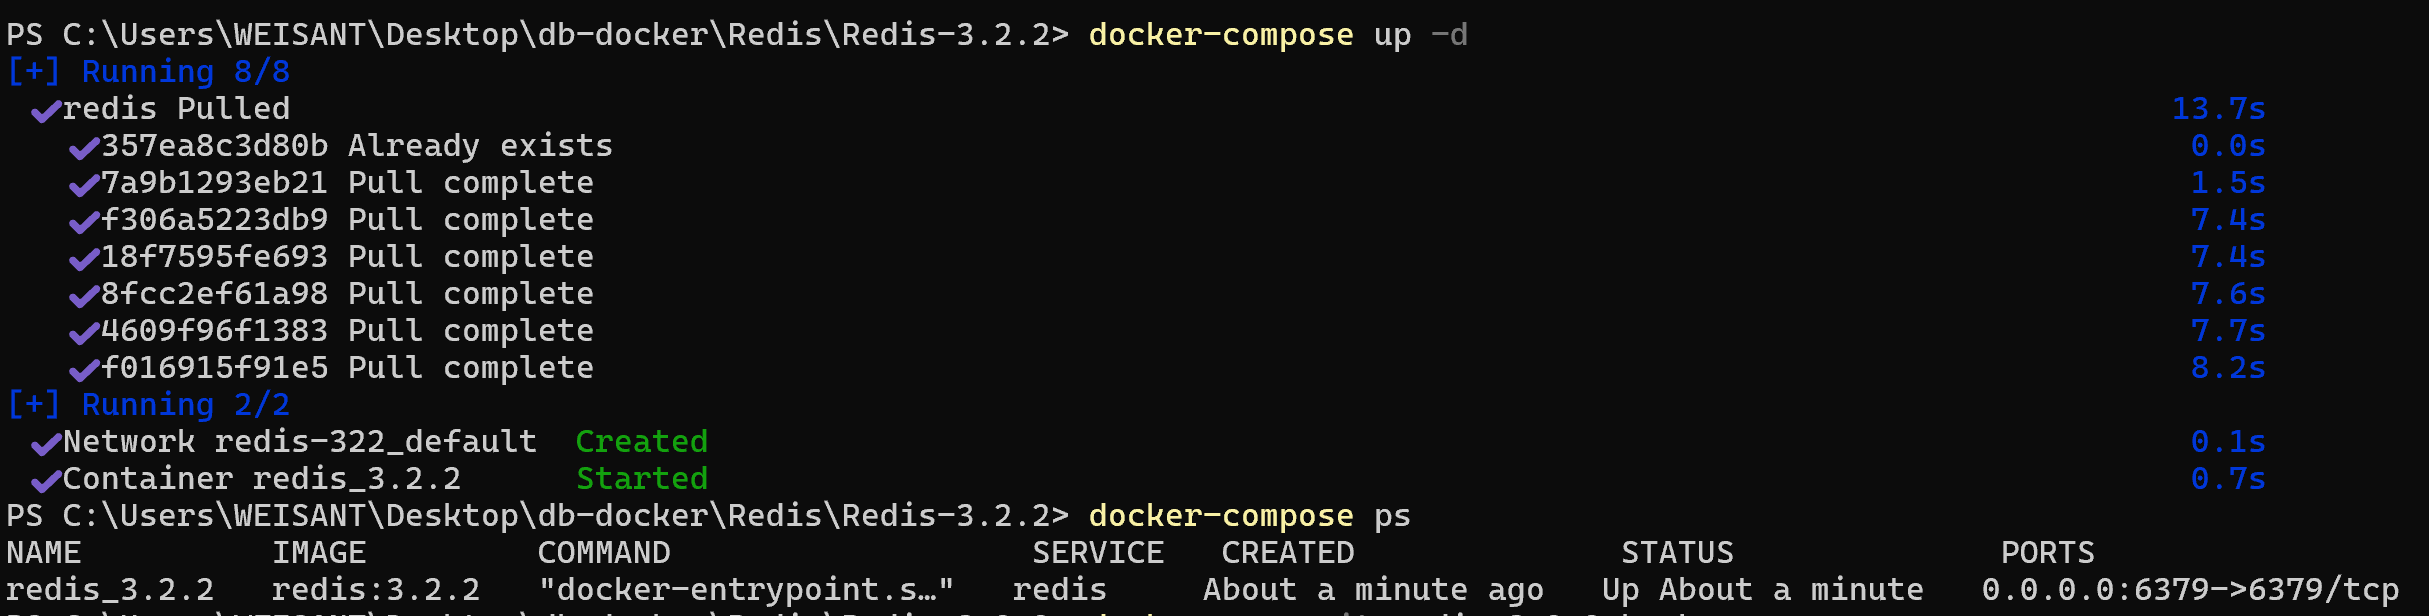 PS C:\Users\WEISANT\Desktop\db-docker\Redis\Redis-3.2.2> docker-compose up -d
[+] Running 8/8
✔redis Pulled 13.7s
✔357ea8c3d80b Already exists 0.0s
✔7a9b1293eb21 Pull complete 1.5s
✔f306a5223db9 Pull complete 7.4s
✔18f7595fe693 Pull complete 7.4s
✔8fcc2ef61a98 Pull complete 7.6s
✔4609f96f1383 Pull complete 7.7s
✔f016915f91e5 Pull complete 8.2s
[+] Running 2/2
✔Network redis-322_default Created 0.1s
✔Container redis_3.2.2 Started 0.7s
PS C:\Users\WEISANT\Desktop\db-docker\Redis\Redis-3.2.2> docker-compose ps
NAME IMAGE COMMAND SERVICE CREATED STATUS PORTS
redis_3.2.2 redis:3.2.2 "docker-entrypoint.s…" redis About a minute ago Up About a minute 0.0.0.0:6379->6379/tcp